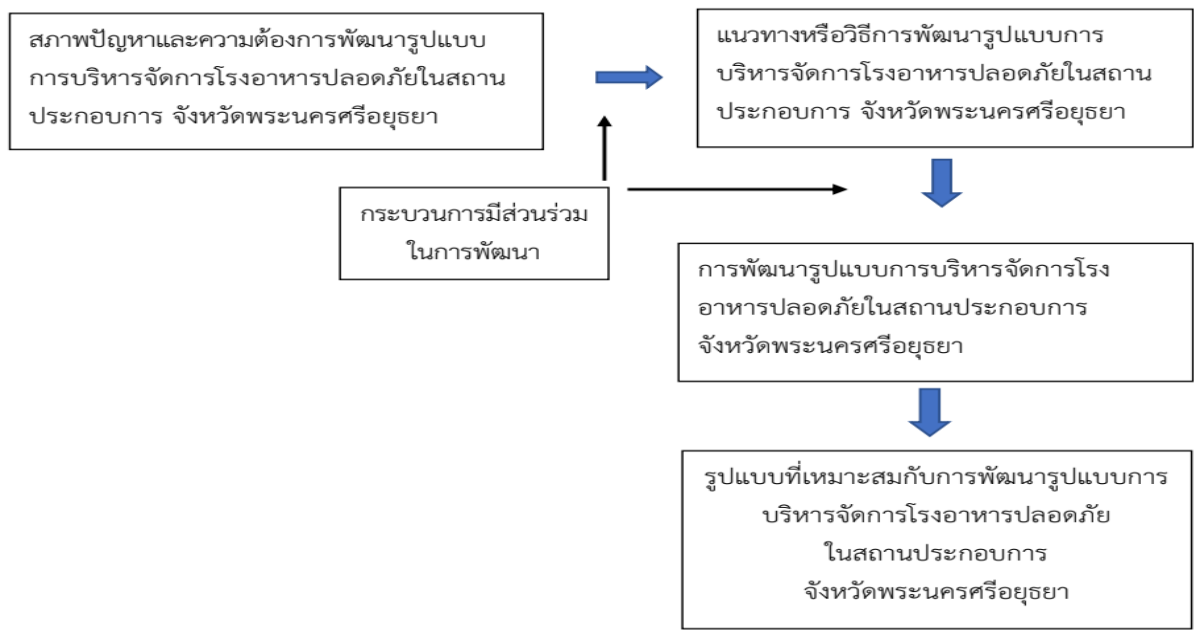 สภาพปัญหาและความต้องการพัฒนารูปแบบ
การบริหารจัดการโรงอาหารปลอดภัยในสถาน
ประกอบการ จังหวัดพระนครศรีอยุธยา
แนวทางหรือวิธีการพัฒนารูปแบบการ
บริหารจัดการโรงอาหารปลอดภัยในสถาน
ประกอบการ จังหวัดพระนครศรีอยุธยา
กระบวนการมีส่วนร่วม
ในการพัฒนา
การพัฒนารูปแบบการบริหารจัดการโรง
อาหารปลอดภัยในสถานประกอบการ
จังหวัดพระนครศรีอยุธยา
รูปแบบที่เหมาะสมกับการพัฒนารูปแบบการ
บริหารจัดการโรงอาหารปลอดภัย
ในสถานประกอบการ
จังหวัดพระนครศรีอยุธยา